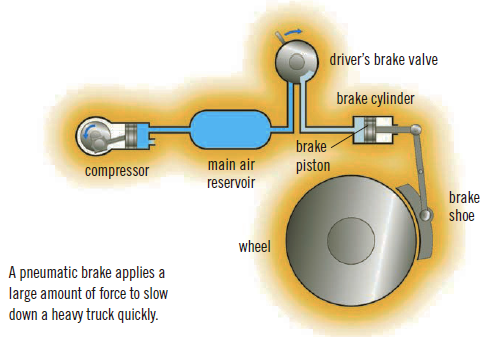 driver's brake valve
brake cylinder
brake
piston
compressor
main air
reservoir
brake
shoe
wheel
A pneumatic brake applies a
large amount of force to slow
down a heavy truck quickly.